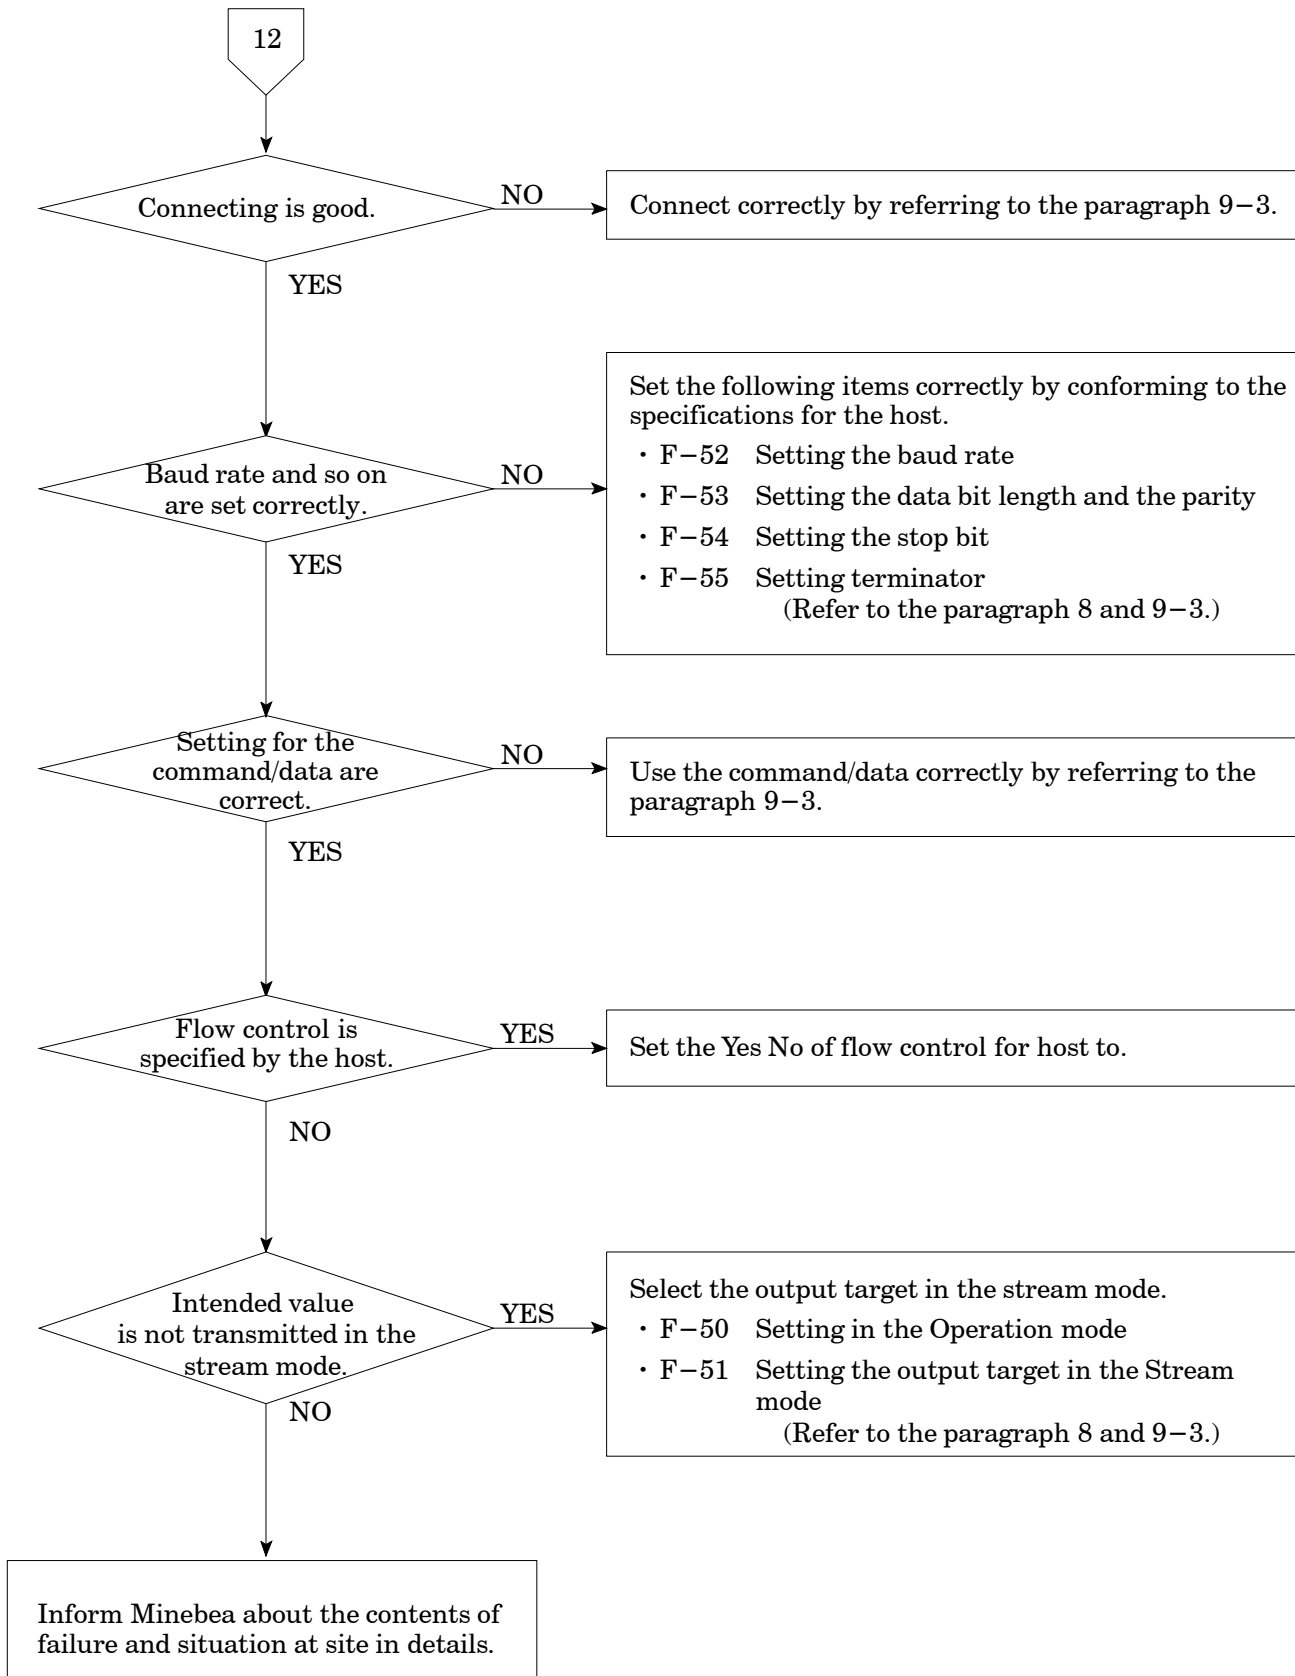 12
Connecting is good.
NO
Connect correctly by referring to the paragraph 9−3.
YES
Set the following items correctly by conforming to the
specifications for the host.
・ F−52 Setting the baud rate
・ F−53 Setting the data bit length and the parity
・ F−54 Setting the stop bit
・ F−55 Setting terminator
(Refer to the paragraph 8 and 9−3.)
Baud rate and so on
are set correctly.
NO
YES
Setting for the
command/data are
correct.
NO
Use the command/data correctly by referring to the
paragraph 9−3.
YES
Flow control is
specified by the host.
YES
Set the Yes No of flow control for host to.
NO
Intended value
is not transmitted in the
stream mode.
YES
Select the output target in the stream mode.
・ F−50 Setting in the Operation mode
・ F−51 Setting the output target in the Stream
mode
(Refer to the paragraph 8 and 9−3.)
NO
Inform Minebea about the contents of
failure and situation at site in details.